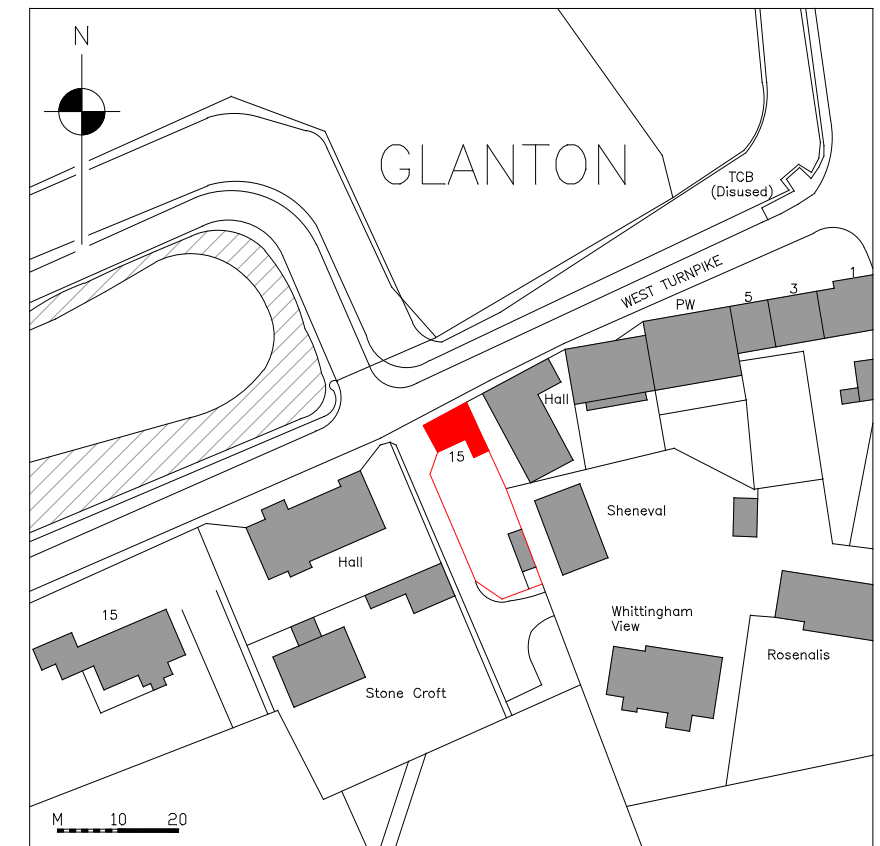 N
GLANTON
TCB
(Disused)
WEST TURNPIKE
1
3
5
PW
Hall
15
Sheneval
Hall
15
Whittingham
View
Rosenalis
Stone Croft
M 10 20